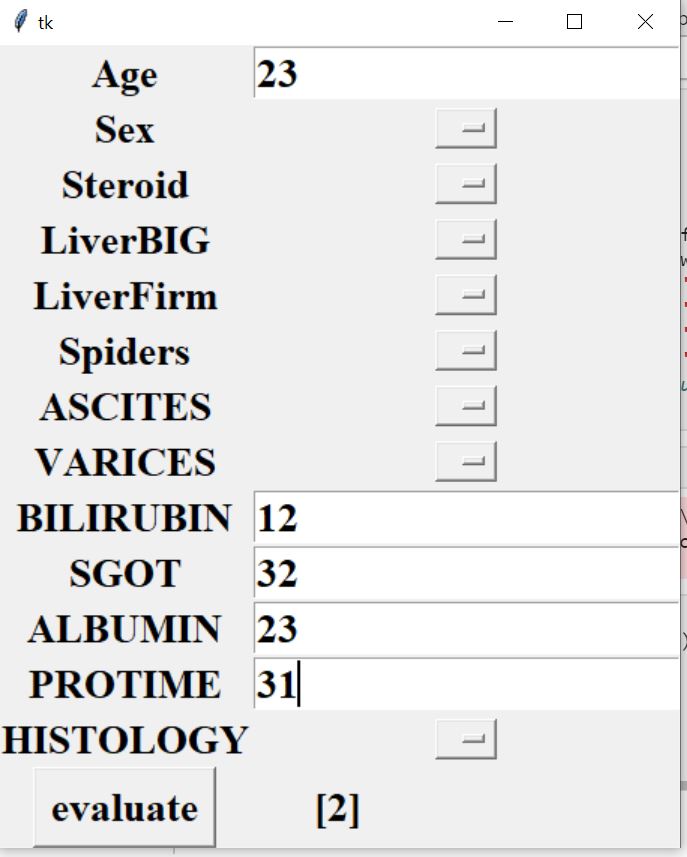 tk
Age 23
Sex
Steroid
LiverBIG
LiverFirm
Spiders
ASCITES
VARICES
BILIRUBIN 12
SGOT 32
ALBUMIN 23
PROTIME 31
HISTOLOGY
evaluate [2]